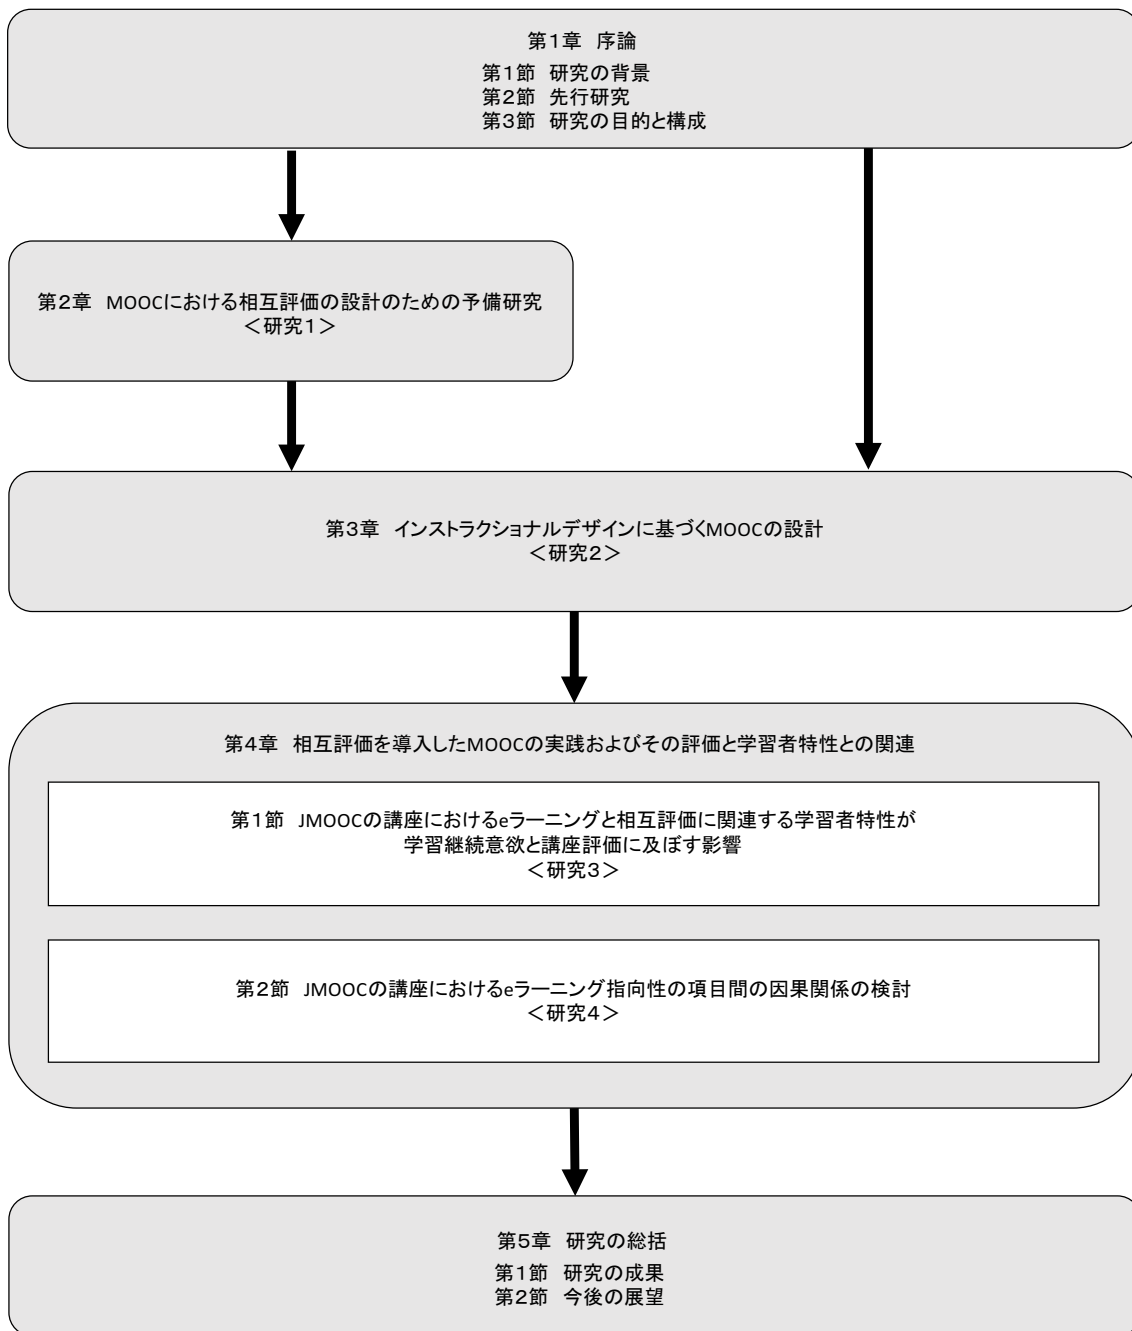 第1章 序論
第1節 研究の背景
第2節 先行研究
第3節 研究の目的と構成
第2章 MOOCにおける相互評価の設計のための予備研究
＜研究1＞
第3章 インストラクショナルデザインに基づくMOOCの設計
＜研究2＞
第4章 相互評価を導入したMOOCの実践およびその評価と学習者特性との関連
第1節 JMOOCの講座におけるeラーニングと相互評価に関連する学習者特性が
学習継続意欲と講座評価に及ぼす影響
＜研究3＞
第2節 JMOOCの講座におけるeラーニング指向性の項目間の因果関係の検討
＜研究4＞
第5章 研究の総括
第1節 研究の成果
第2節 今後の展望